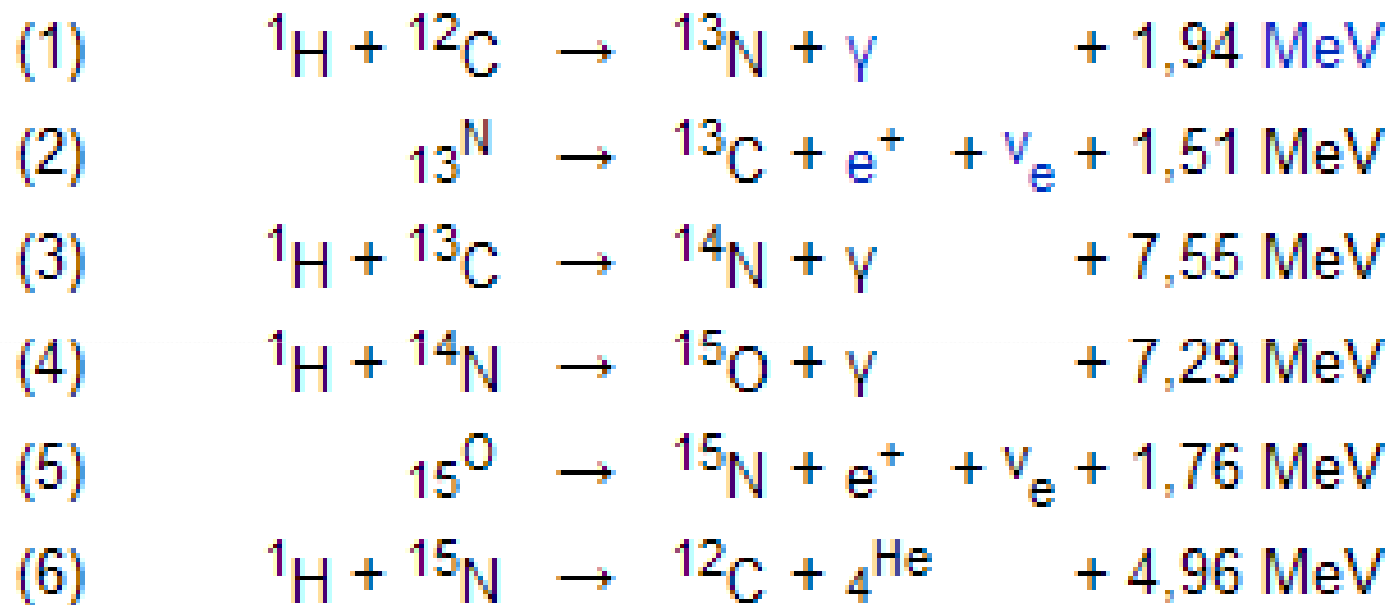 (1) ¹H + ¹²C → ¹³N + γ + 1,94 MeV
(2) ₁₃ᴺ → ¹³C + e⁺ + νₑ + 1,51 MeV
(3) ¹H + ¹³C → ¹⁴N + γ + 7,55 MeV
(4) ¹H + ¹⁴N → ¹⁵O + γ + 7,29 MeV
(5) ₁₅ᴼ → ¹⁵N + e⁺ + νₑ + 1,76 MeV
(6) ¹H + ¹⁵N → ¹²C + ₄ᴴᵉ + 4,96 MeV